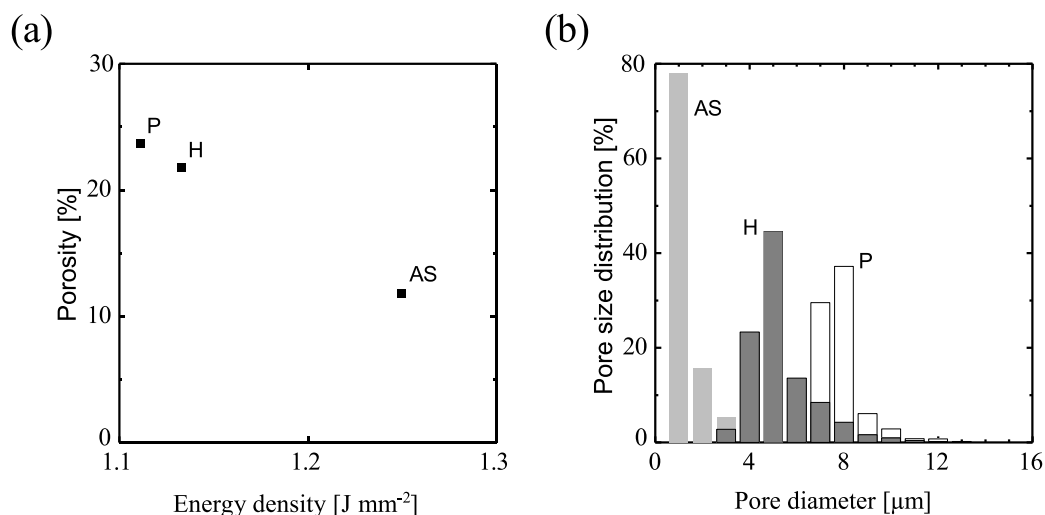 (a)
30
20
10
0
P
H
AS
1.1
1.2
1.3
Porosity [%]
Energy density [J mm-2]
(b)
80
60
40
20
0
AS
H
P
0
4
8
12
16
Pore size distribution [%]
Pore diameter [μm]